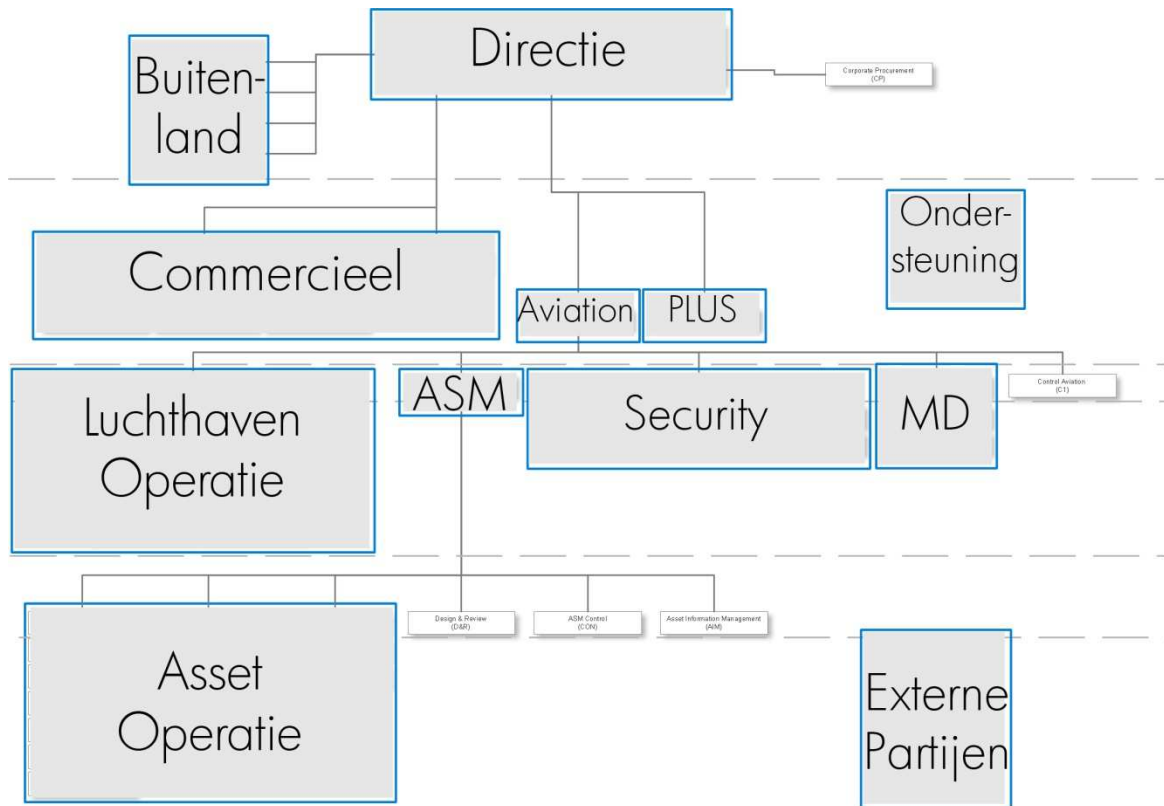 Directie
Buiten-
land
Corporate Procurement
(CP)
Onder-
steuning
Commercieel
Aviation
PLUS
Luchthaven
Operatie
ASM
Security
MD
Control Aviation
(C1)
Asset
Operatie
Design & Review
(D&R)
ASM Control
(CON)
Asset Information Management
(AIM)
Externe
Partijen